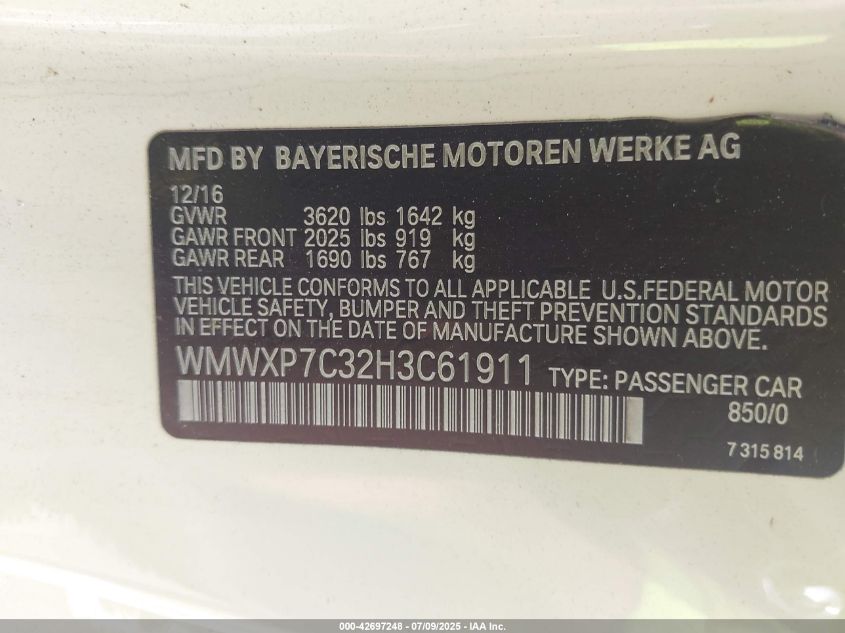 MFD BY BAYERISCHE MOTOREN WERKE AG
12/16
GVWR 3620 lbs 1642 kg
GAWR FRONT 2025 lbs 919 kg
GAWR REAR 1690 lbs 767 kg
THIS VEHICLE CONFORMS TO ALL APPLICABLE U.S.FEDERAL MOTOR
VEHICLE SAFETY, BUMPER AND THEFT PREVENTION STANDARDS
IN EFFECT ON THE DATE OF MANUFACTURE SHOWN ABOVE.
WMWXP7C32H3C61911 TYPE: PASSENGER CAR
850/0
7 315 814
000-42697248 - 07/09/2025 - IAA Inc.